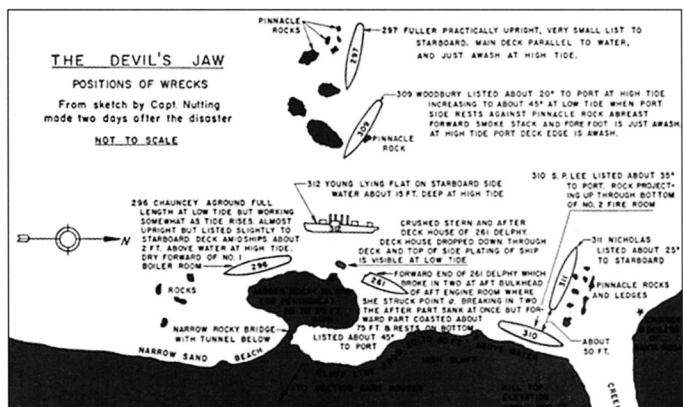 THE DEVIL'S JAW
POSITIONS OF WRECKS
From sketch by Capt. Nutting
made two days after the disaster
NOT TO SCALE
PINNACLE
ROCKS
297
297 FULLER PRACTICALLY UPRIGHT, VERY SMALL LIST TO
STARBOARD. MAIN DECK PARALLEL TO WATER,
AND JUST AWASH AT HIGH TIDE.
309
309 WOODBURY LISTED ABOUT 20° TO PORT AT HIGH TIDE
INCREASING TO ABOUT 45° AT LOW TIDE WHEN PORT
SIDE RESTS AGAINST PINNACLE ROCK ABREAST
FORWARD SMOKE STACK AND FOREFOOT IS JUST AWASH.
AT HIGH TIDE PORT DECK EDGE IS AWASH.
PINNACLE
ROCK
310 S. P. LEE LISTED ABOUT 35°
TO PORT. ROCK PROJECT-
ING UP THROUGH BOTTOM
OF NO. 2 FIRE ROOM
312 YOUNG LYING FLAT ON STARBOARD SIDE
WATER ABOUT 15 FT. DEEP AT HIGH TIDE
312
296 CHAUNCEY AGROUND FULL
LENGTH AT LOW TIDE BUT WORKING
SOMEWHAT AS TIDE RISES. ALMOST
UPRIGHT BUT LISTED SLIGHTLY TO
STARBOARD DECK AMIDSHIPS ABOUT
2 FT. ABOVE WATER AT HIGH TIDE.
DRY FORWARD OF NO. 1
BOILER ROOM
296
N
CRUSHED STERN AND AFTER
DECK HOUSE OF 261 DELPHY.
DECK HOUSE DROPPED DOWN THROUGH
DECK AND TOP OF SIDE PLATING OF SHIP
IS VISIBLE AT LOW TIDE
311 NICHOLAS
LISTED ABOUT 25°
TO STARBOARD
311
PINNACLE ROCKS
AND LEDGES
261
FORWARD END OF 261 DELPHY WHICH
BROKE IN TWO AT AFT BULKHEAD
OF AFT ENGINE ROOM WHERE
SHE STRUCK POINT a. BREAKING IN TWO
THE AFTER PART SANK AT ONCE BUT FOR-
WARD PART COASTED ABOUT
75 FT. & RESTS ON BOTTOM
LISTED ABOUT 45°
TO PORT
ROCKS
NARROW ROCKY BRIDGE
WITH TUNNEL BELOW
NARROW SAND BEACH
310
ABOUT
50 FT.
HIGH BLUFF
HILL TOP
ELEVATION
CREEK